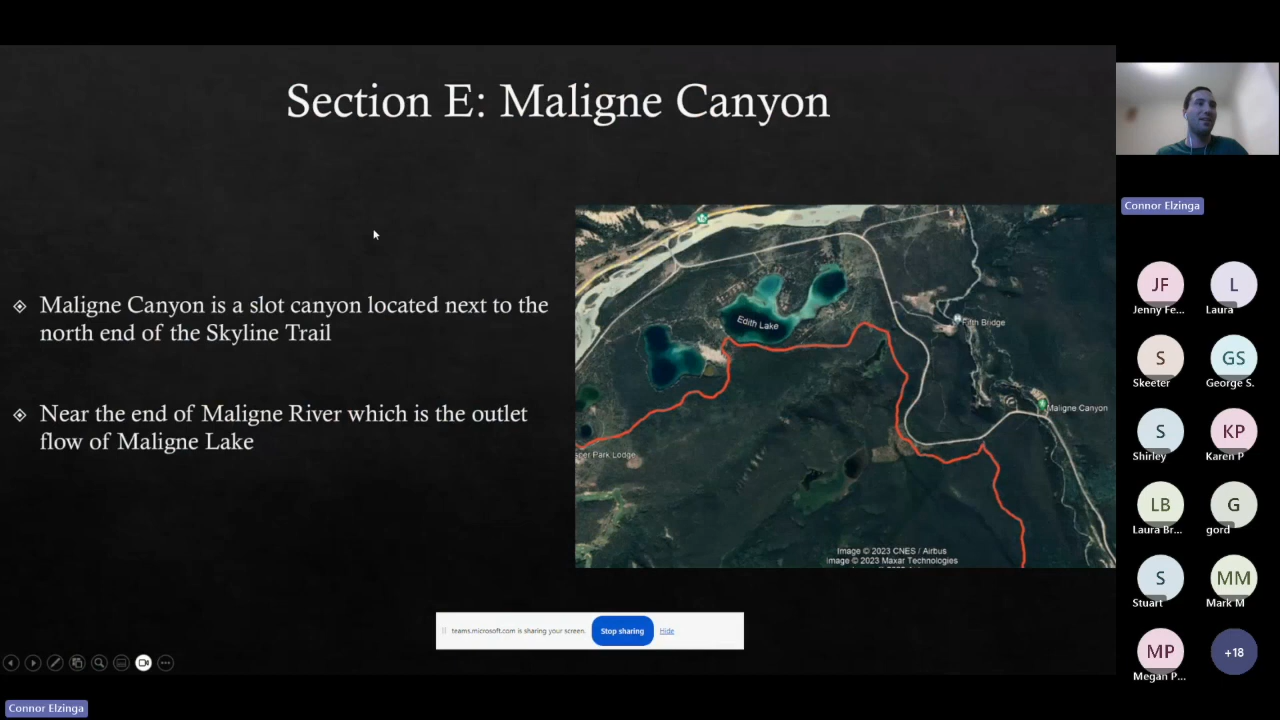 Section E: Maligne Canyon
Maligne Canyon is a slot canyon located next to the
north end of the Skyline Trail
Near the end of Maligne River which is the outlet
flow of Maligne Lake
Edith Lake
Fifth Bridge
Maligne Canyon
sper Park Lodge
Image © 2023 CNES / Airbus
Image © 2023 Maxar Technologies
teams.microsoft.com is sharing your screen.
Stop sharing
Hide
Connor Elzinga
Connor Elzinga
JF
L
Jenny Fe...
Laura
S
GS
Skeeter
George S.
S
KP
Shirley
Karen P
LB
G
Laura Br...
gord
S
MM
Stuart
Mark M
MP
+18
Megan P...